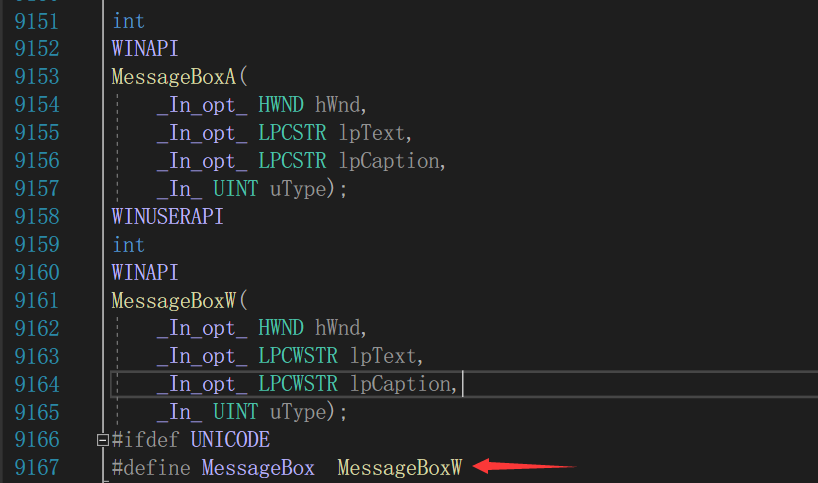 9151 int
9152 WINAPI
9153 MessageBoxA(
9154 _In_opt_ HWND hWnd,
9155 _In_opt_ LPCSTR lpText,
9156 _In_opt_ LPCSTR lpCaption,
9157 _In_ UINT uType);
9158 WINUSERAPI
9159 int
9160 WINAPI
9161 MessageBoxW(
9162 _In_opt_ HWND hWnd,
9163 _In_opt_ LPCWSTR lpText,
9164 _In_opt_ LPCWSTR lpCaption,
9165 _In_ UINT uType);
9166 #ifdef UNICODE
9167 #define MessageBox MessageBoxW